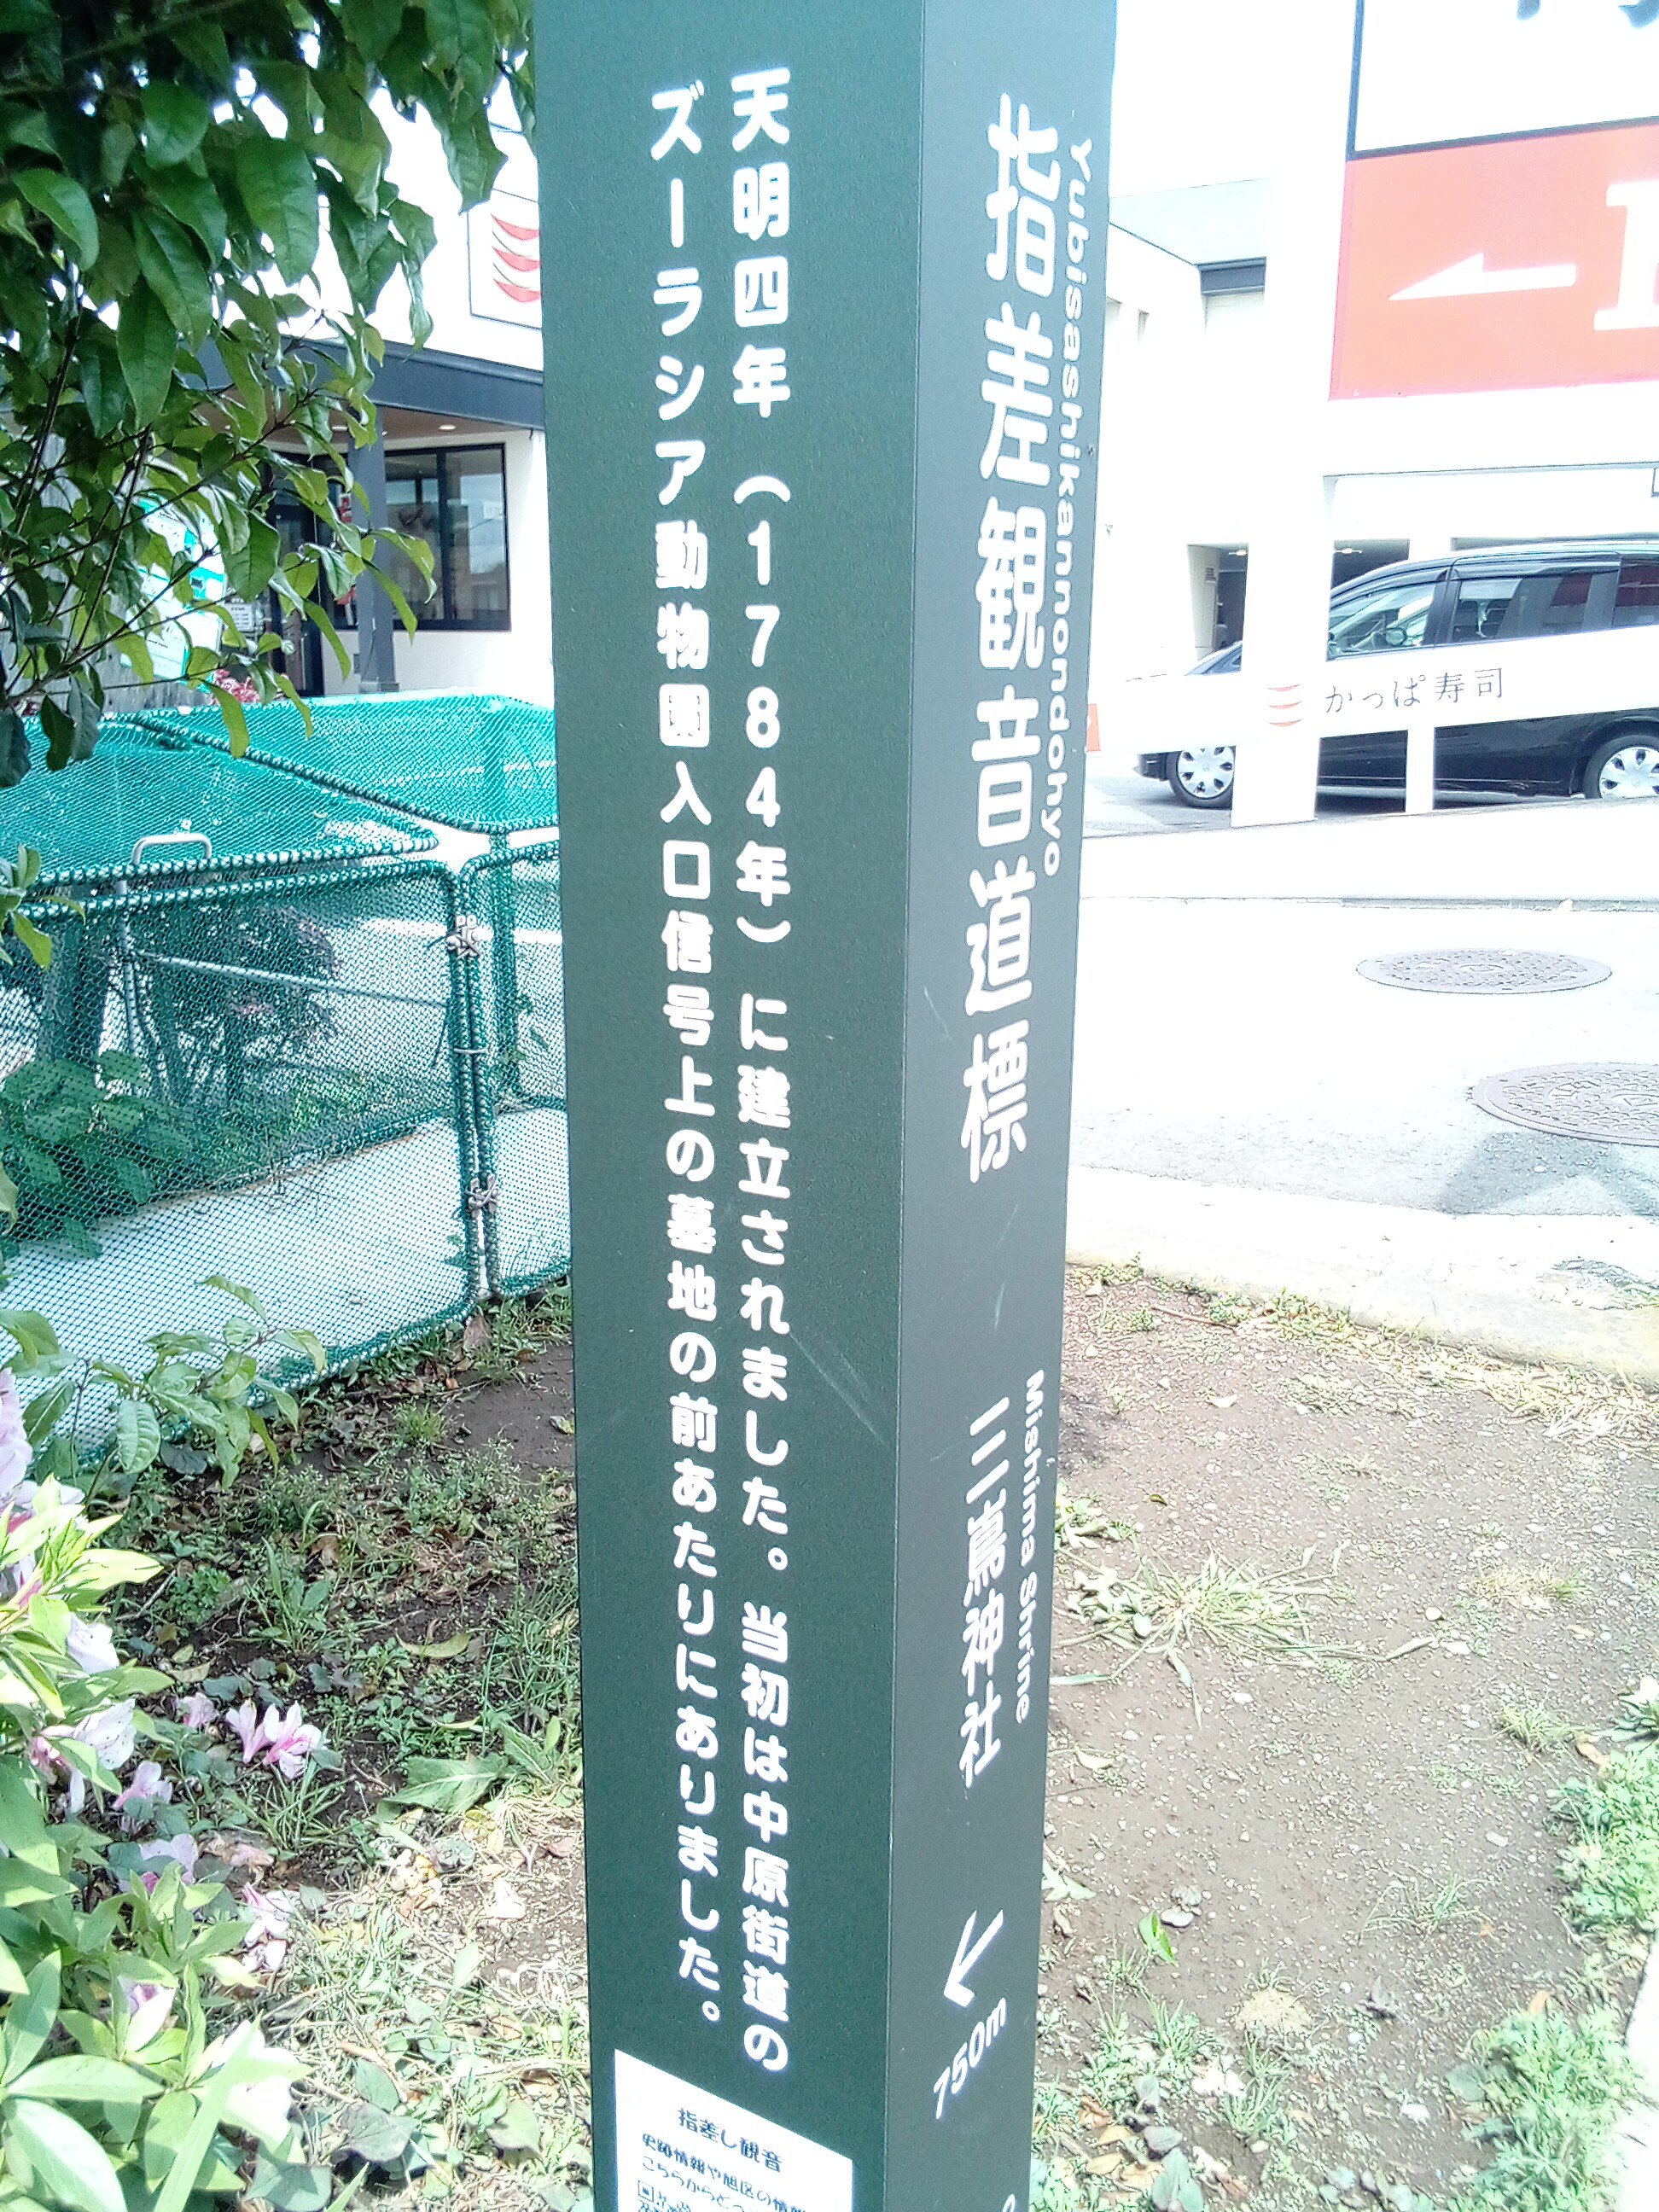 天明四年（1784年）に建立されました。当初は中原街道の
ズーラシア動物園入口信号上の墓地の前あたりにありました。
指差観音道標
Yubisashikannondohyo
三嶌神社
Mishima Shrine
750m
指差し観音
史跡情報や旭区の情報
こちらからどう
かっぱ寿司